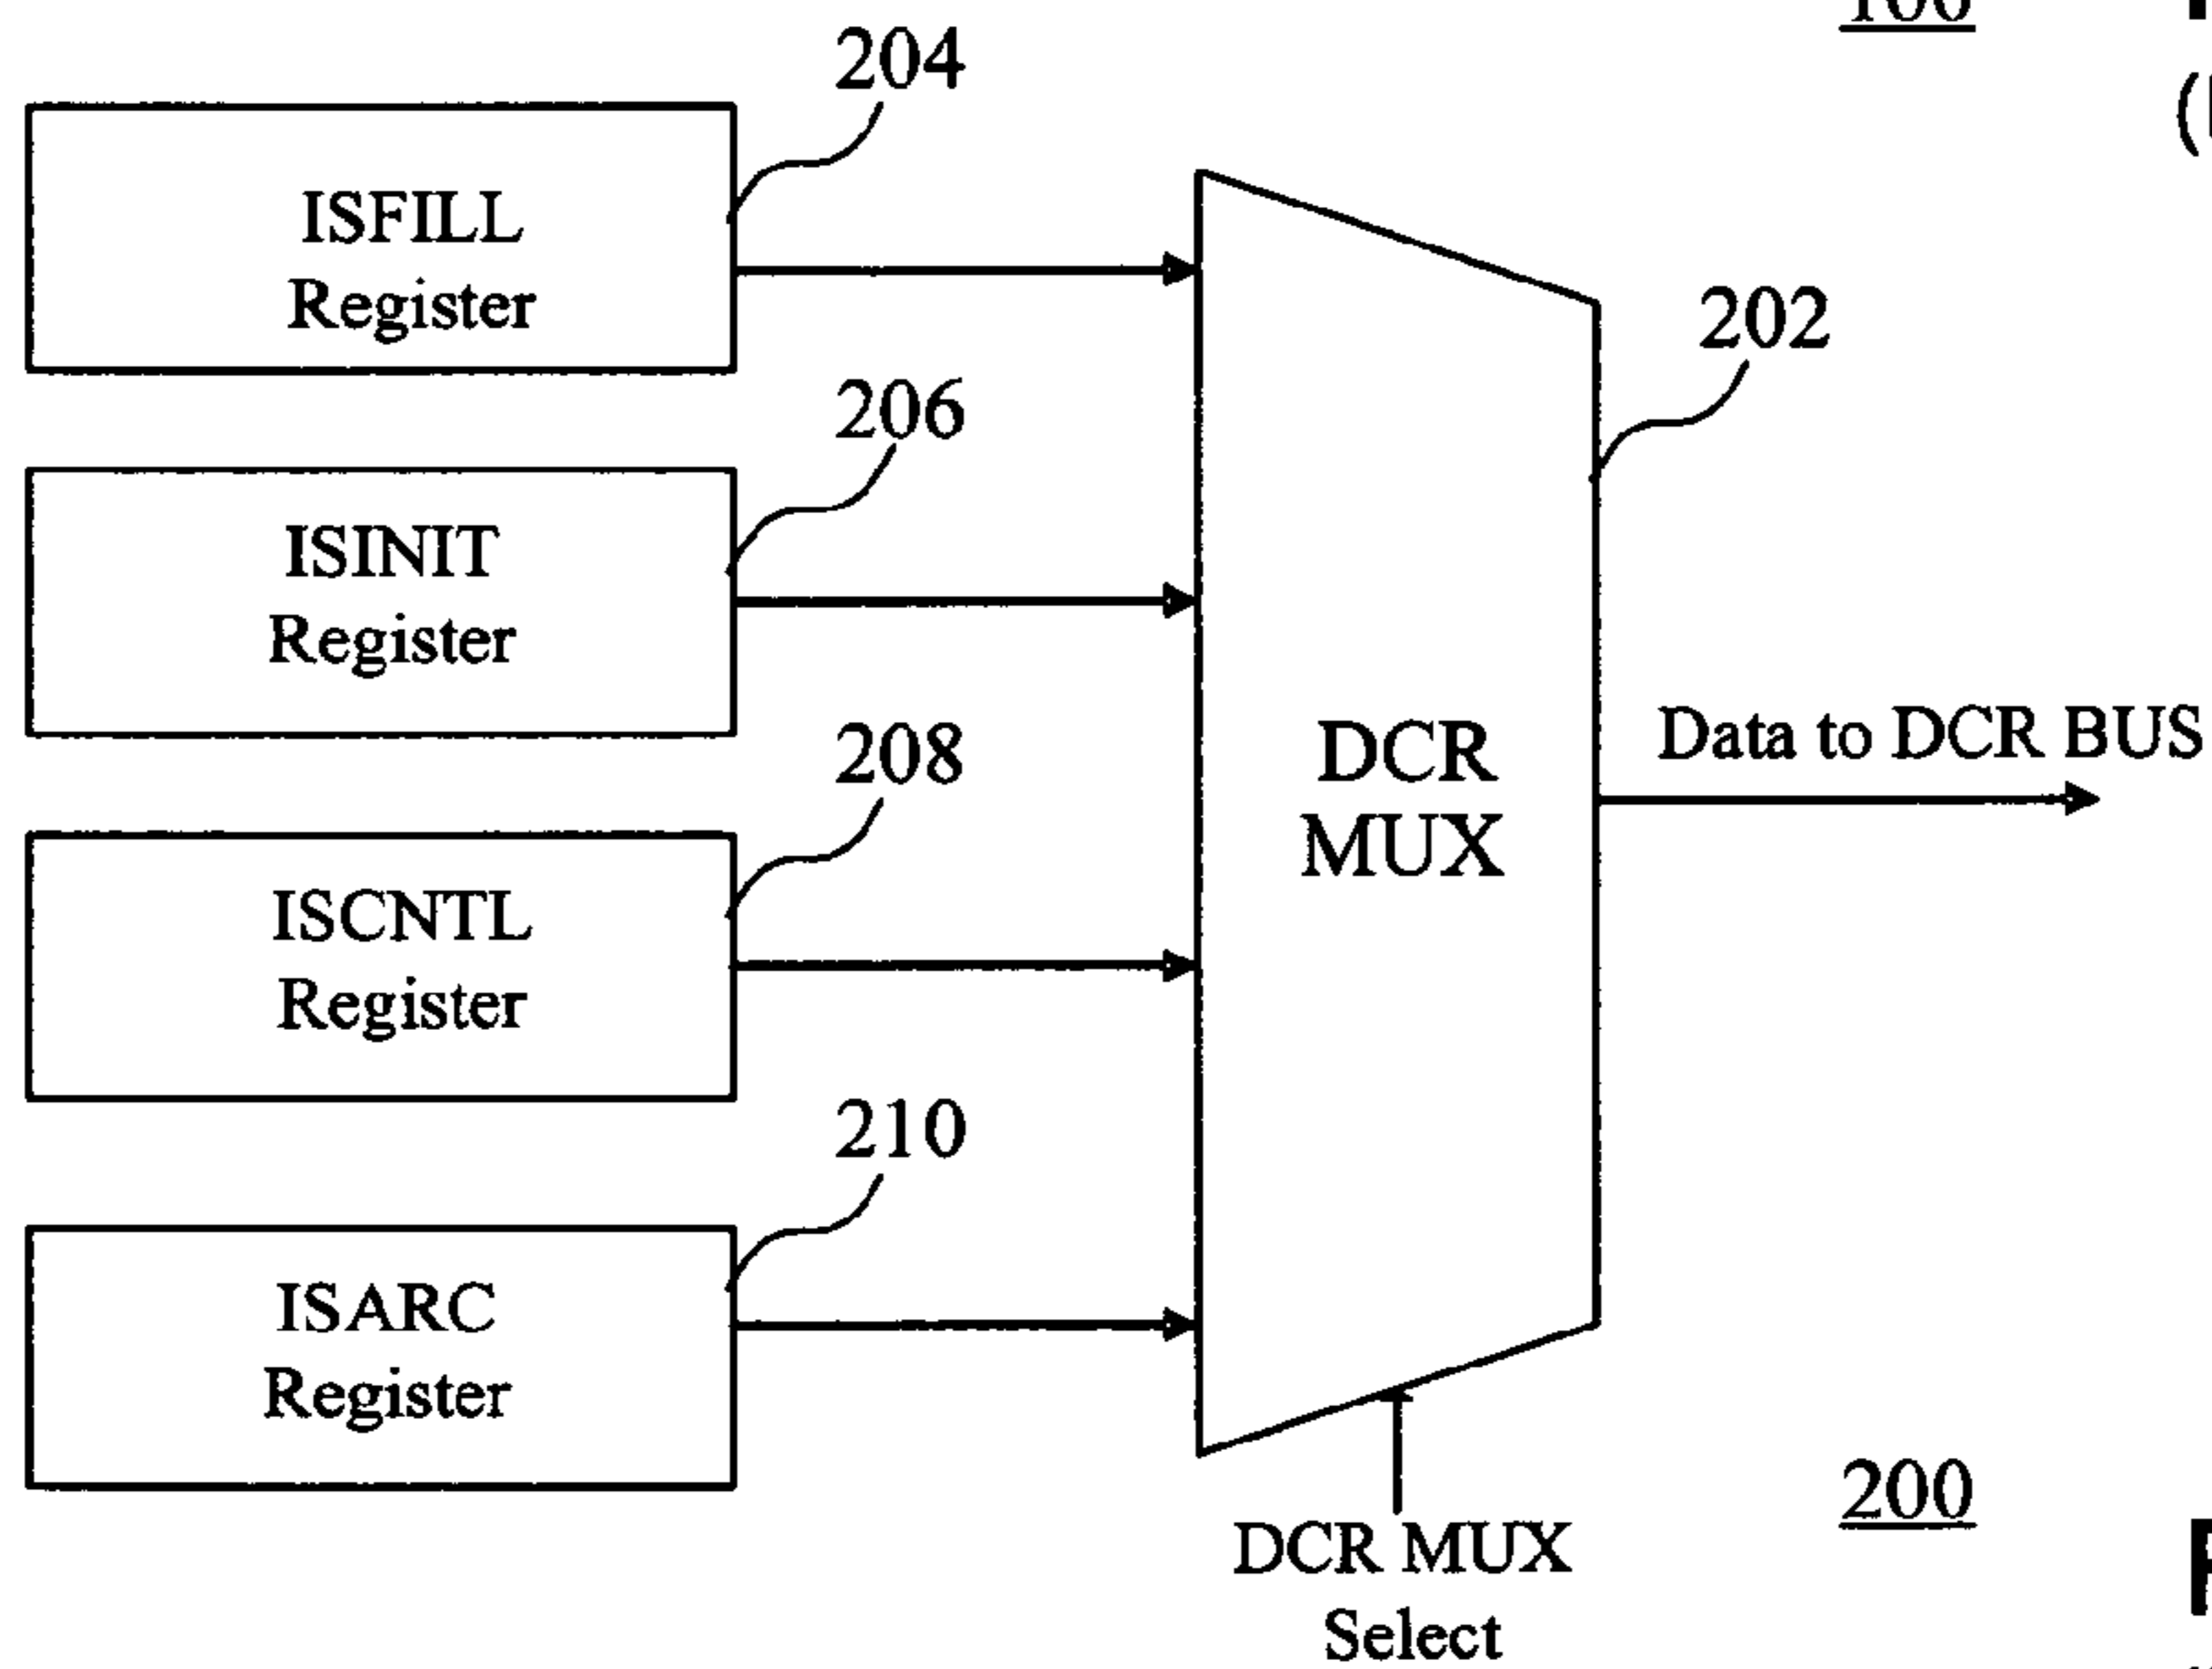 100
204
ISFILL
Register
202
206
ISINIT
Register
DCR
MUX
Data to DCR BUS
208
ISCNTL
Register
210
ISARC
Register
200
DCR MUX
Select